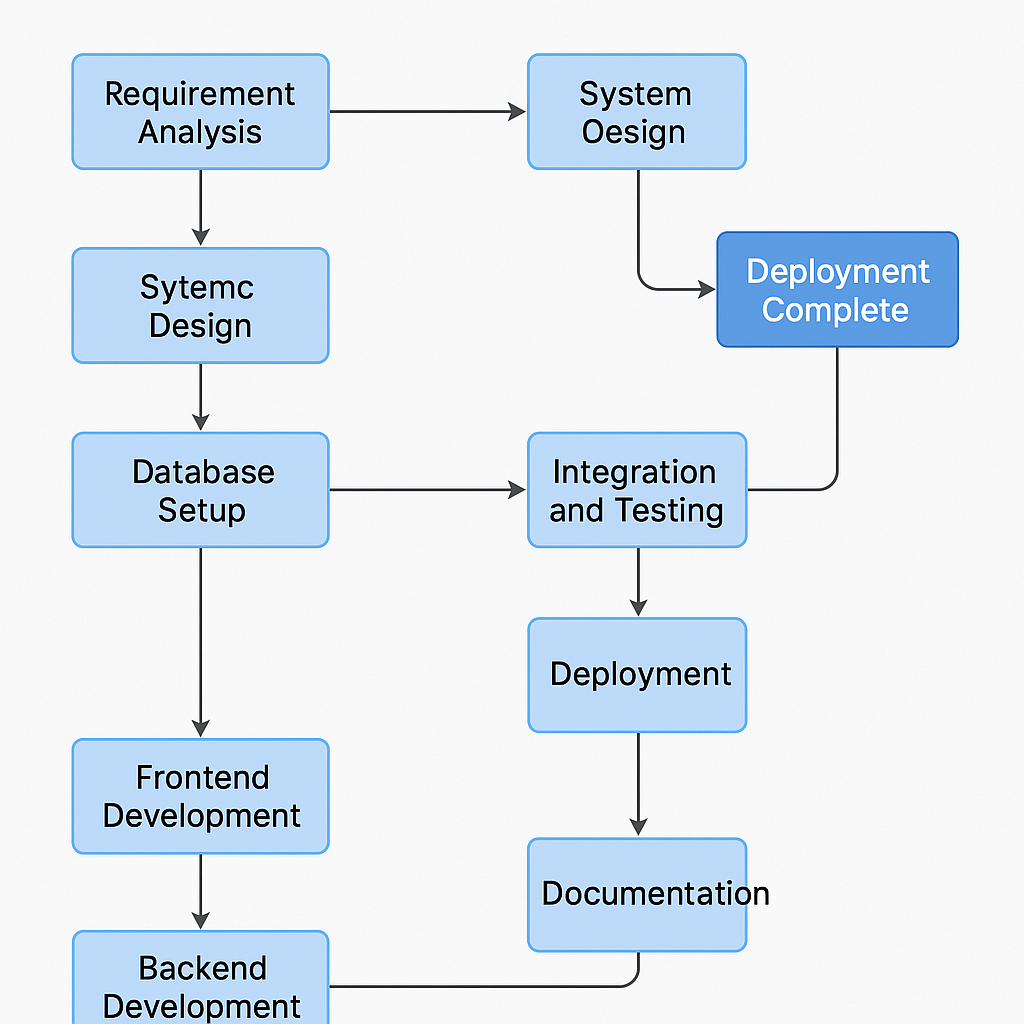 Requirement
Analysis
System
Oesign
Deployment
Complete
Sytemc
Design
Database
Setup
Integration
and Testing
Deployment
Frontend
Development
Documentation
Backend
Development